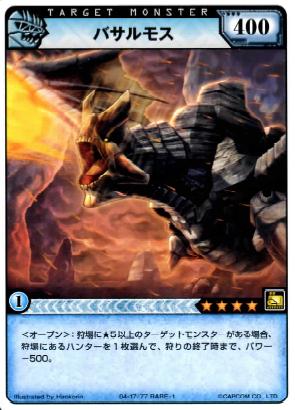 TARGET MONSTER
バサルモス
400
1
<オープン>：狩場に★5以上のターゲットモンスターがある場合、
狩場にあるハンターを1枚選んで、狩りの終了時まで、パワー
-500。
Illustrated by Hirokorin
04-17/77 RARE-1
©CAPCOM CO., LTD.